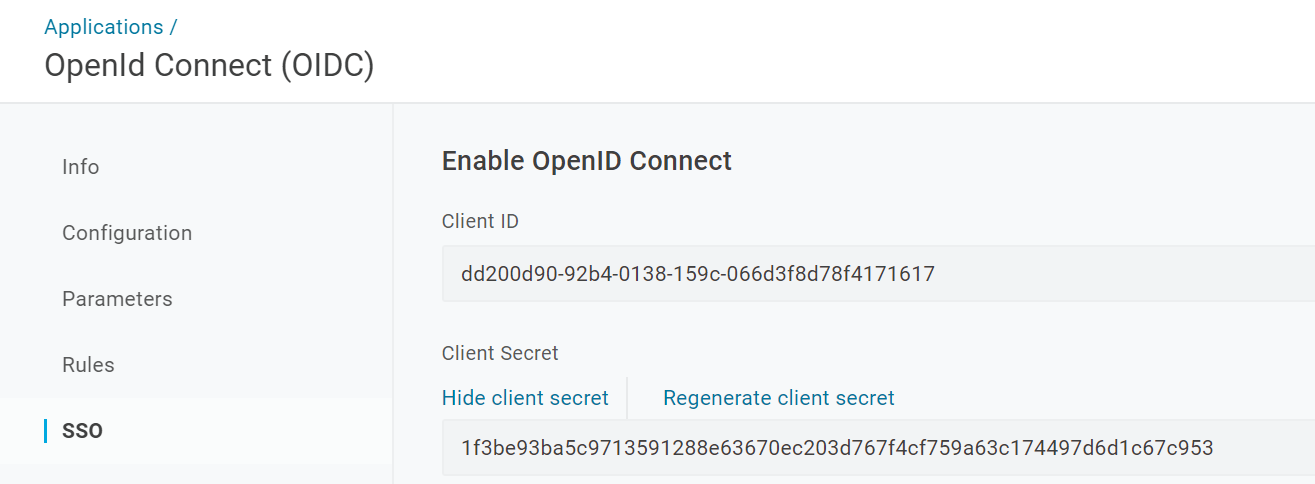 Applications /
OpenId Connect (OIDC)
Info
Configuration
Parameters
Rules
SSO
Enable OpenID Connect
Client ID
dd200d90-92b4-0138-159c-066d3f8d78f4171617
Client Secret
Hide client secret
Regenerate client secret
1f3be93ba5c9713591288e63670ec203d767f4cf759a63c174497d6d1c67c953